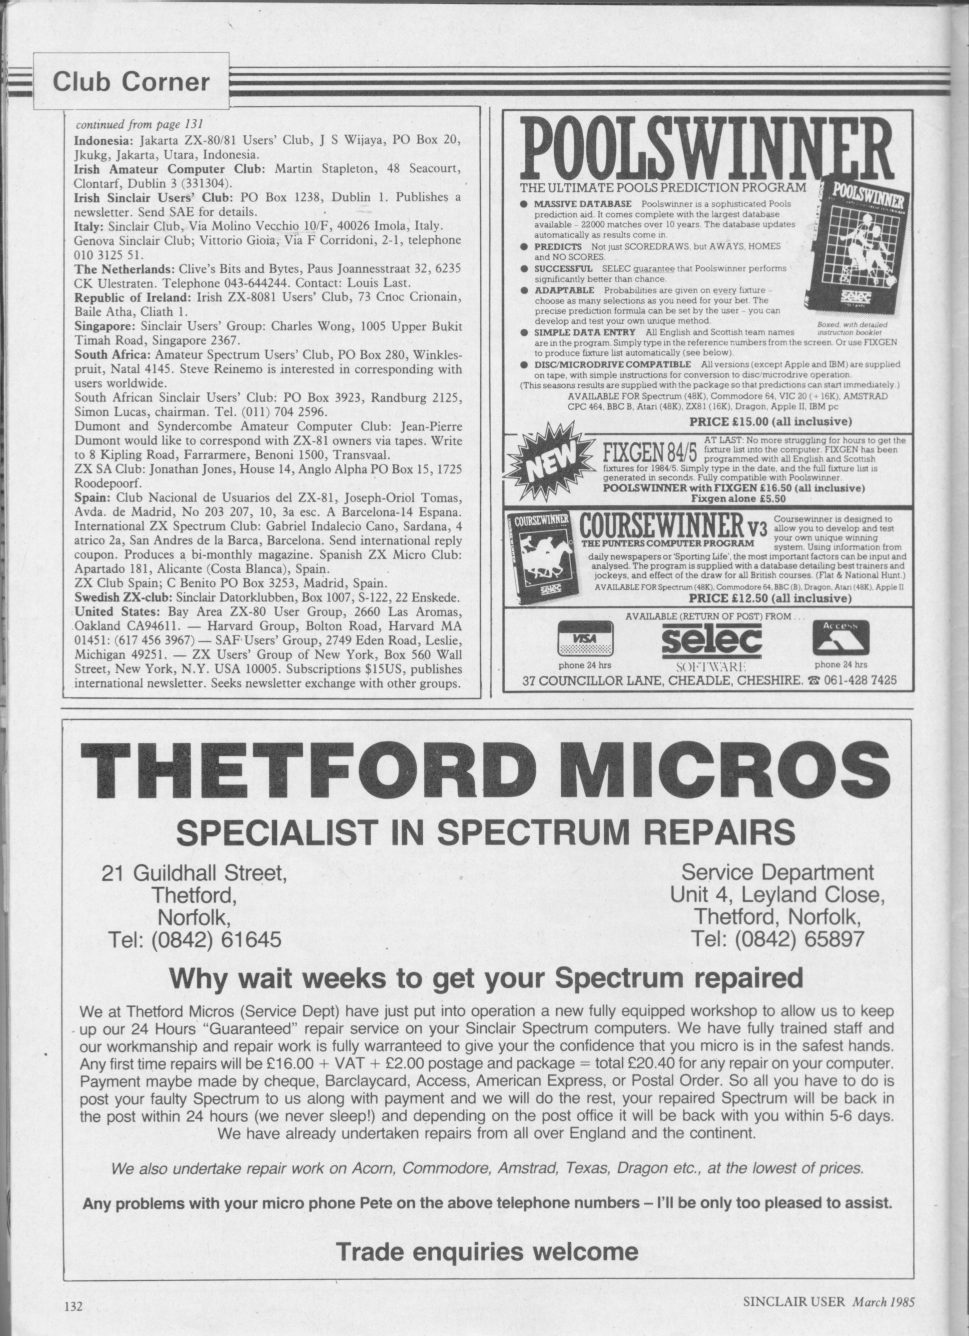 Club Corner
continued from page 131
Indonesia: Jakarta ZX-80/81 Users' Club, J S Wijaya, PO Box 20,
Jkukg, Jakarta, Utara, Indonesia.
Irish Amateur Computer Club: Martin Stapleton, 48 Seacourt,
Clontarf, Dublin 3 (331304).
Irish Sinclair Users' Club: PO Box 1238, Dublin 1. Publishes a
newsletter. Send SAE for details.
Italy: Sinclair Club, Via Molino Vecchio 10/F, 40026 Imola, Italy.
Genova Sinclair Club; Vittorio Gioia, Via F Corridoni, 2-1, telephone
010 3125 51.
The Netherlands: Clive's Bits and Bytes, Paus Joannesstraat 32, 6235
CK Ulestraten. Telephone 043-644244. Contact: Louis Last.
Republic of Ireland: Irish ZX-8081 Users' Club, 73 Cnoc Crionain,
Baile Atha, Cliath 1.
Singapore: Sinclair Users' Group: Charles Wong, 1005 Upper Bukit
Timah Road, Singapore 2367.
South Africa: Amateur Spectrum Users' Club, PO Box 280, Winkles-
pruit, Natal 4145. Steve Reinemo is interested in corresponding with
users worldwide.
South African Sinclair Users' Club: PO Box 3923, Randburg 2125,
Simon Lucas, chairman. Tel. (011) 704 2596.
Dumont and Syndercombe Amateur Computer Club: Jean-Pierre
Dumont would like to correspond with ZX-81 owners via tapes. Write
to 8 Kipling Road, Farrarmere, Benoni 1500, Transvaal.
ZX SA Club: Jonathan Jones, House 14, Anglo Alpha PO Box 15, 1725
Roodepoorf.
Spain: Club Nacional de Usuarios del ZX-81, Joseph-Oriol Tomas,
Avda. de Madrid, No 203 207, 10, 3a esc. A Barcelona-14 Espana.
International ZX Spectrum Club: Gabriel Indalecio Cano, Sardana, 4
atrico 2a, San Andres de la Barca, Barcelona. Send international reply
coupon. Produces a bi-monthly magazine. Spanish ZX Micro Club:
Apartado 181, Alicante (Costa Blanca), Spain.
ZX Club Spain; C Benito PO Box 3253, Madrid, Spain.
Swedish ZX-club: Sinclair Datorklubben, Box 1007, S-122, 22 Enskede.
United States: Bay Area ZX-80 User Group, 2660 Las Aromas,
Oakland CA94611. — Harvard Group, Bolton Road, Harvard MA
01451: (617 456 3967) — SAF Users' Group, 2749 Eden Road, Leslie,
Michigan 49251. — ZX Users' Group of New York, Box 560 Wall
Street, New York, N.Y. USA 10005. Subscriptions $15US, publishes
international newsletter. Seeks newsletter exchange with other groups.
POOLSWINNER
THE ULTIMATE POOLS PREDICTION PROGRAM
● MASSIVE DATABASE Poolswinner is a sophisticated Pools
prediction aid. It comes complete with the largest database
available – 22000 matches over 10 years. The database updates
automatically as results come in.
● PREDICTS Not just SCOREDRAWS, but AWAYS, HOMES
and NO SCORES.
● SUCCESSFUL SELEC guarantee that Poolswinner performs
significantly better than chance.
● ADAPTABLE Probabilities are given on every fixture –
choose as many selections as you need for your bet. The
precise prediction formula can be set by the user – you can
develop and test your own unique method.
● SIMPLE DATA ENTRY All English and Scottish team names
are in the program. Simply type in the reference numbers from the screen. Or use FIXGEN
to produce fixture list automatically (see below).
● DISC/MICRODRIVE COMPATIBLE All versions (except Apple and IBM) are supplied
on tape, with simple instructions for conversion to disc/microdrive operation.
(This seasons results are supplied with the package so that predictions can start immediately.)
POOLSWINNER
selec
Boxed, with detailed
instruction booklet
AVAILABLE FOR Spectrum (48K), Commodore 64, VIC 20 (+ 16K), AMSTRAD
CPC 464, BBC B, Atari (48K), ZX81 (16K), Dragon, Apple II, IBM pc
PRICE £15.00 (all inclusive)
NEW
FIXGEN 84/5
AT LAST: No more struggling for hours to get the
fixture list into the computer. FIXGEN has been
programmed with all English and Scottish
fixtures for 1984/5. Simply type in the date, and the full fixture list is
generated in seconds. Fully compatible with Poolswinner.
POOLSWINNER with FIXGEN £16.50 (all inclusive)
Fixgen alone £5.50
COURSEWINNER
selec
COURSEWINNER V3
THE PUNTERS COMPUTER PROGRAM
Coursewinner is designed to
allow you to develop and test
your own unique winning
system. Using information from
daily newspapers or 'Sporting Life', the most important factors can be input and
analysed. The program is supplied with a database detailing best trainers and
jockeys, and effect of the draw for all British courses. (Flat & National Hunt.)
AVAILABLE FOR Spectrum (48K), Commodore 64, BBC (B), Dragon, Atari (48K), Apple II
PRICE £12.50 (all inclusive)
AVAILABLE (RETURN OF POST) FROM . . .
VISA
phone 24 hrs
selec
SOFTWARE
Access
phone 24 hrs
37 COUNCILLOR LANE, CHEADLE, CHESHIRE. ☎ 061-428 7425
THETFORD MICROS
SPECIALIST IN SPECTRUM REPAIRS
21 Guildhall Street,
Thetford,
Norfolk,
Tel: (0842) 61645
Service Department
Unit 4, Leyland Close,
Thetford, Norfolk,
Tel: (0842) 65897
Why wait weeks to get your Spectrum repaired
We at Thetford Micros (Service Dept) have just put into operation a new fully equipped workshop to allow us to keep
up our 24 Hours "Guaranteed" repair service on your Sinclair Spectrum computers. We have fully trained staff and
our workmanship and repair work is fully warranted to give your the confidence that you micro is in the safest hands.
Any first time repairs will be £16.00 + VAT + £2.00 postage and package = total £20.40 for any repair on your computer.
Payment maybe made by cheque, Barclaycard, Access, American Express, or Postal Order. So all you have to do is
post your faulty Spectrum to us along with payment and we will do the rest, your repaired Spectrum will be back in
the post within 24 hours (we never sleep!) and depending on the post office it will be back with you within 5-6 days.
We have already undertaken repairs from all over England and the continent.
We also undertake repair work on Acorn, Commodore, Amstrad, Texas, Dragon etc., at the lowest of prices.
Any problems with your micro phone Pete on the above telephone numbers – I'll be only too pleased to assist.
Trade enquiries welcome
132
SINCLAIR USER March 1985